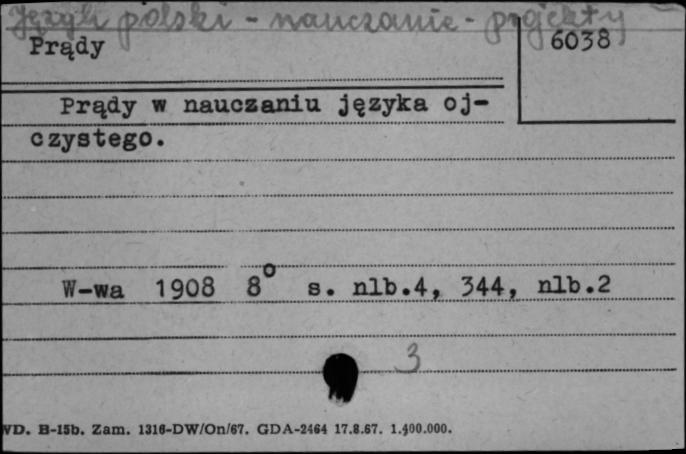 Język polski - nauczanie - projekty
Prądy
6038
Prądy w nauczaniu języka oj-
czystego.
W-wa 1908 8° s. nlb.4, 344, nlb.2
3
WD. B-15b. Zam. 1316-DW/On/67. GDA-2464 17.8.67. 1.400.000.